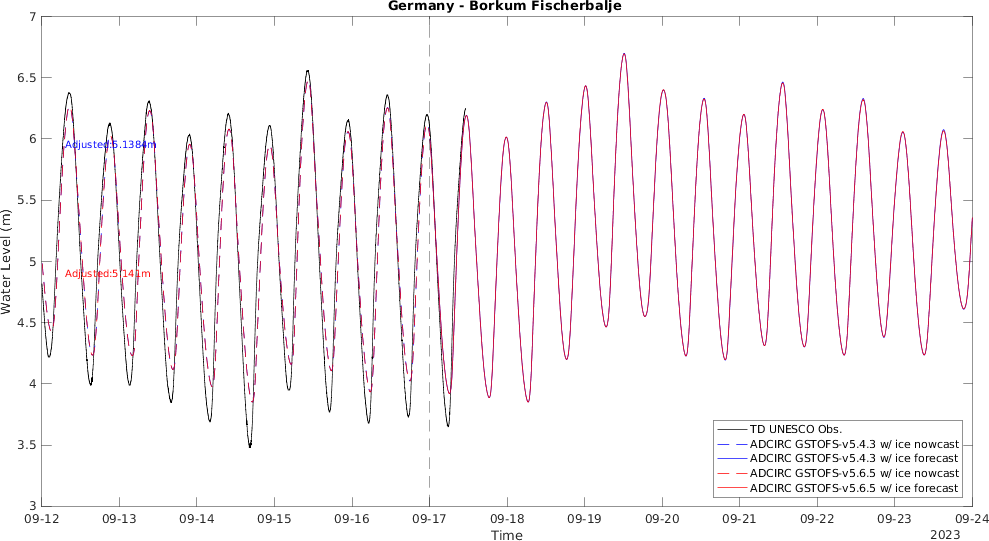 Germany - Borkum Fischerbalje
7
6.5
6
5.5
5
4.5
4
3.5
3
Water Level (m)
Adjusted:5.1384m
Adjusted:5.141m
TD UNESCO Obs.
ADCIRC GSTOFS-v5.4.3 w/ ice nowcast
ADCIRC GSTOFS-v5.4.3 w/ ice forecast
ADCIRC GSTOFS-v5.6.5 w/ ice nowcast
ADCIRC GSTOFS-v5.6.5 w/ ice forecast
09-12 09-13 09-14 09-15 09-16 09-17 09-18 09-19 09-20 09-21 09-22 09-23 09-24
Time
2023